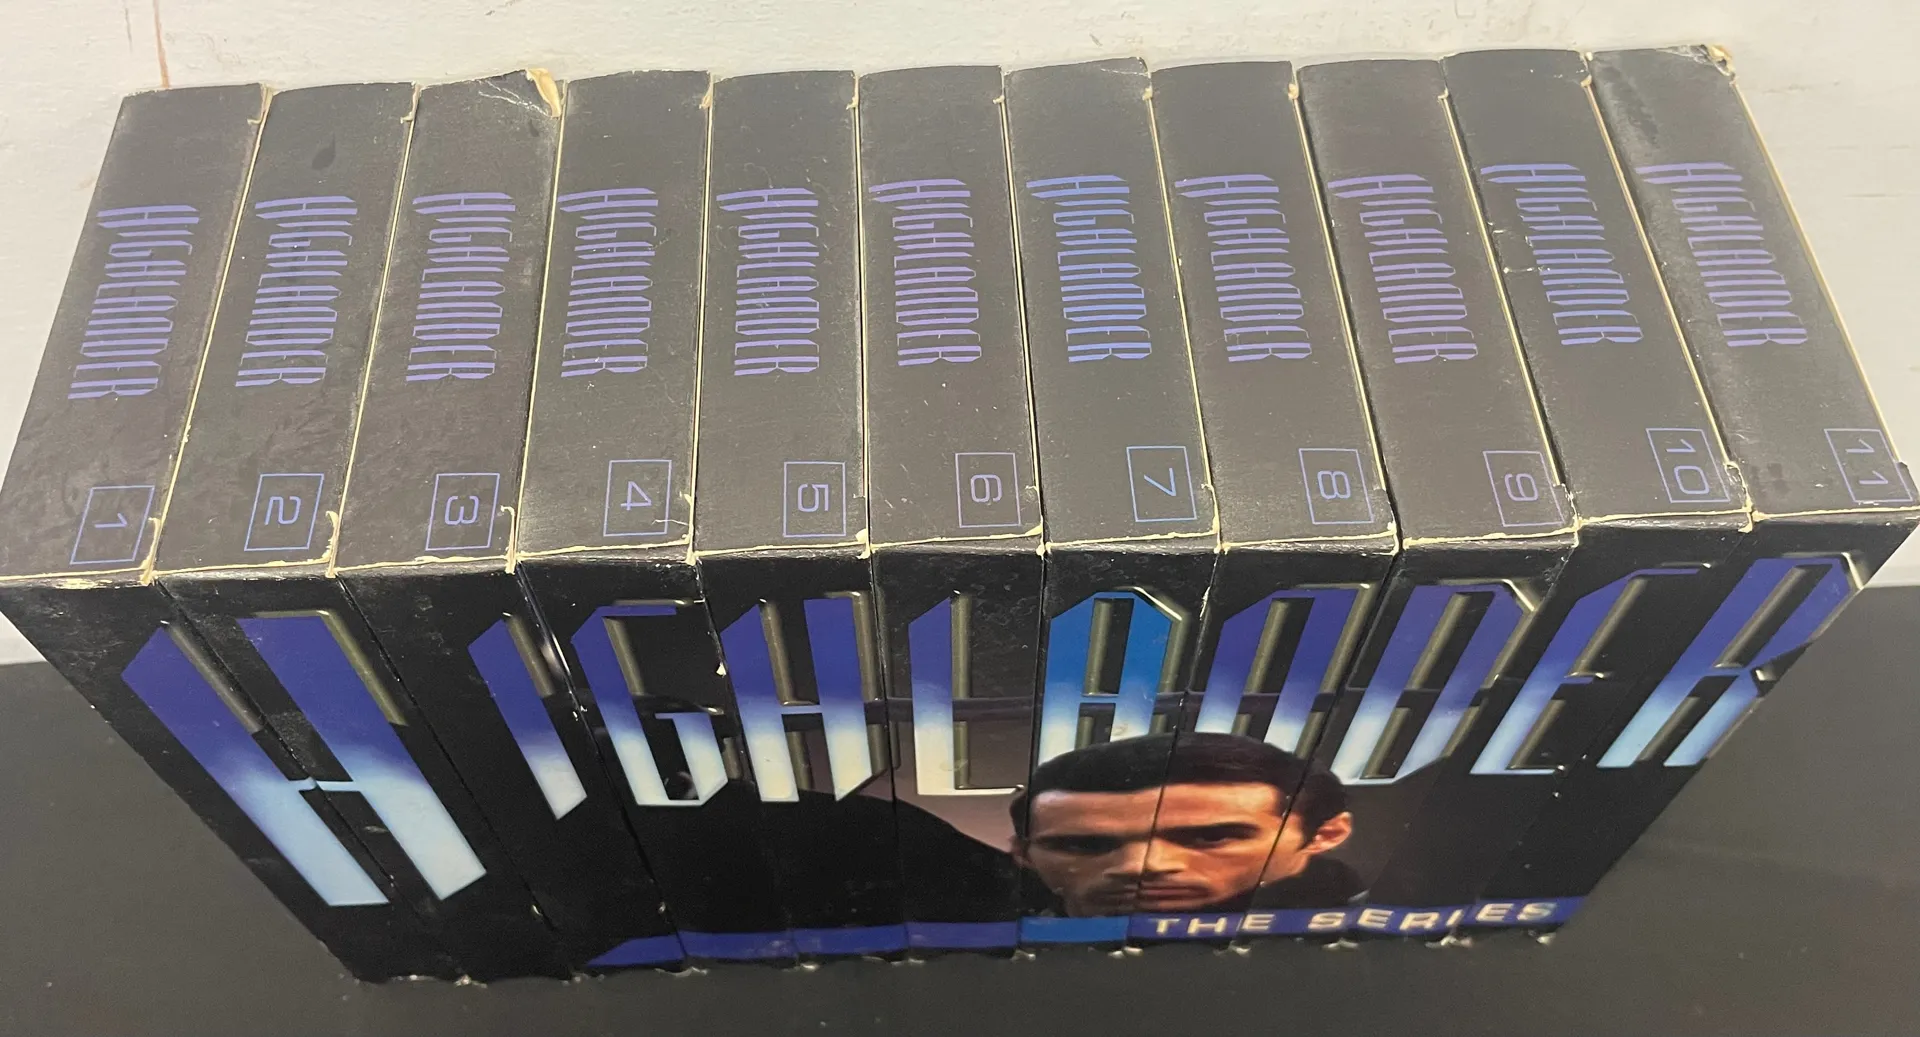 HIGHLANDER 1
HIGHLANDER 2
HIGHLANDER 3
HIGHLANDER 4
HIGHLANDER 5
HIGHLANDER 6
HIGHLANDER 7
HIGHLANDER 8
HIGHLANDER 9
HIGHLANDER 10
HIGHLANDER 11
HIGHLANDER
THE SERIES